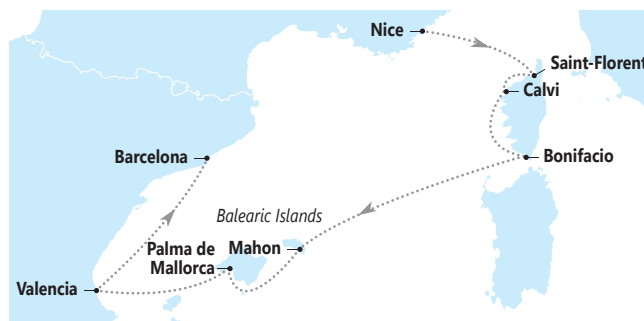 Nice
Saint-Florent
Calvi
Barcelona
Bonifacio
Balearic Islands
Palma de
Mallorca
Mahon
Valencia